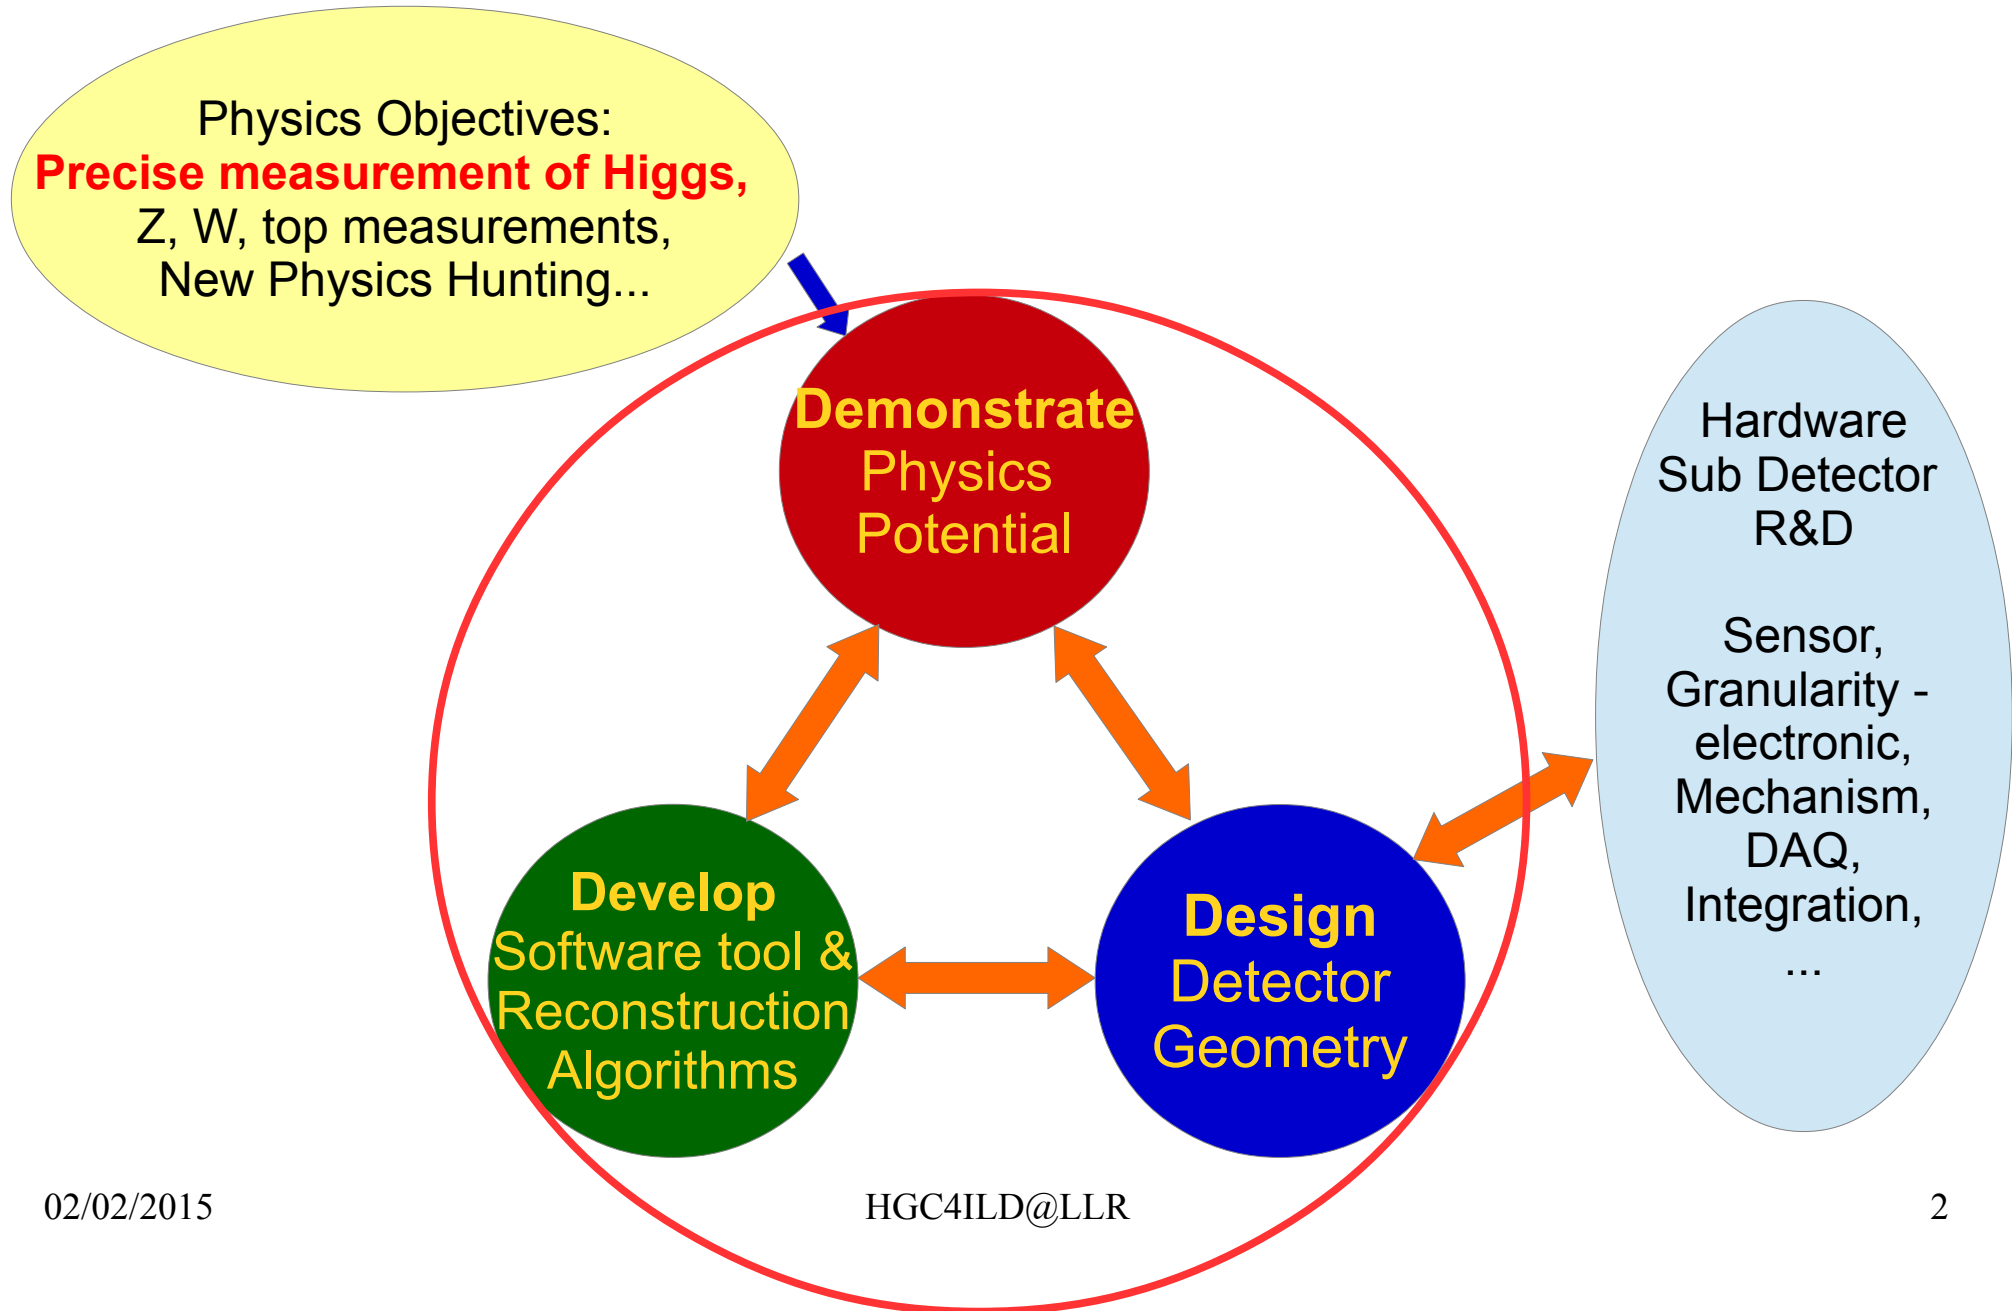 Physics Objectives:
Precise measurement of Higgs,
Z, W, top measurements,
New Physics Hunting...
Demonstrate
Physics
Potential
Hardware
Sub Detector
R&D
Sensor,
Granularity -
electronic,
Mechanism,
DAQ,
Integration,
...
Develop
Software tool &
Reconstruction
Algorithms
Design
Detector
Geometry
02/02/2015
HGC4ILD@LLR
2